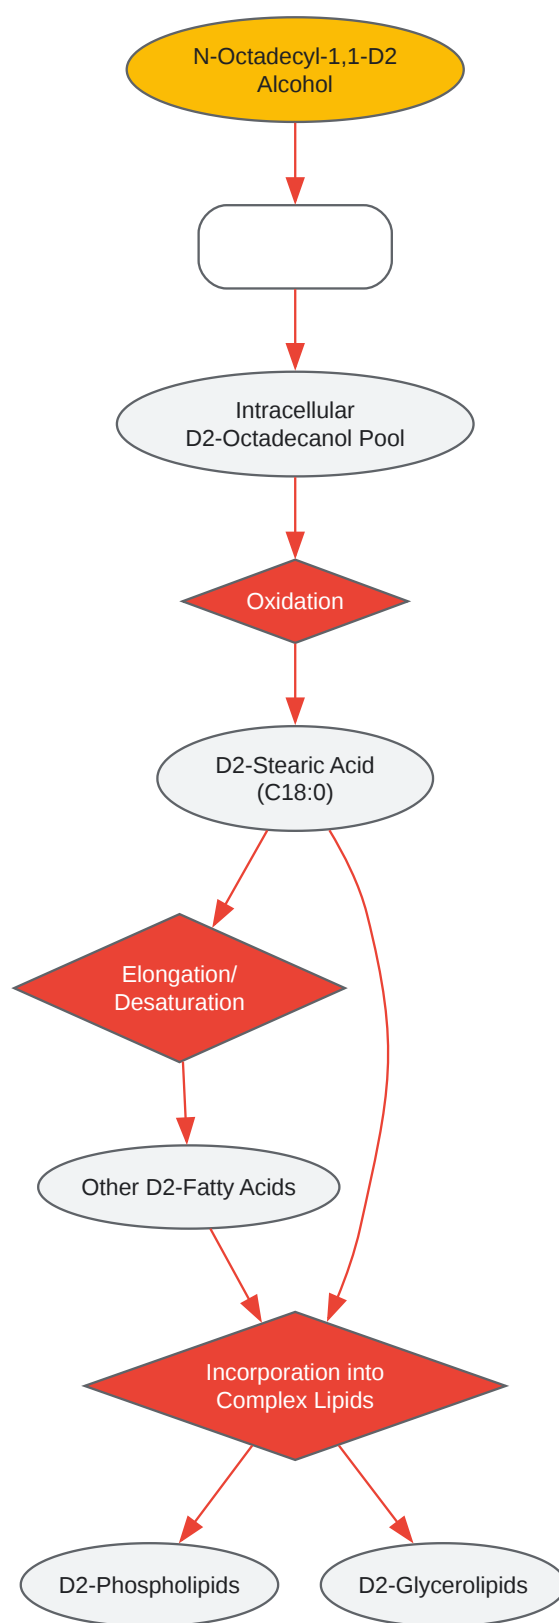 N-Octadecyl-1,1-D2
Alcohol
Intracellular
D2-Octadecanol Pool
Oxidation
D2-Stearic Acid
(C18:0)
Elongation/
Desaturation
Other D2-Fatty Acids
Incorporation into
Complex Lipids
D2-Phospholipids
D2-Glycerolipids